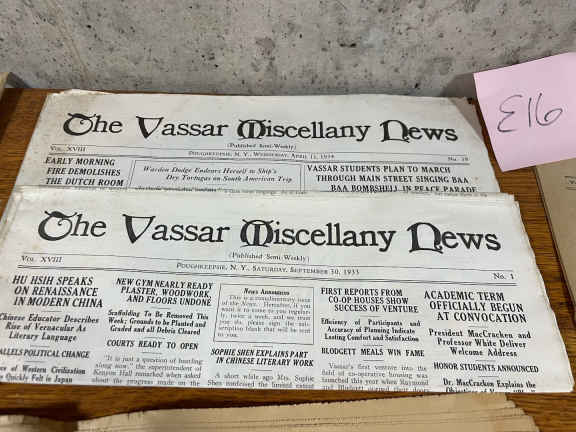 E16
The Vassar Miscellany News
(Published Semi-Weekly)
VOL. XVIII
POUGHKEEPSIE, N. Y., WEDNESDAY, APRIL 11, 1934
EARLY MORNING
FIRE DEMOLISHES
THE DUTCH ROOM
Warden Dodge Endears Herself to Ship's
Dry Tortugas on South American Trip
VASSAR STUDENTS PLAN TO MARCH
THROUGH MAIN STREET SINGING BAA
BAA BOMBSHELL IN PEACE PARADE
The Vassar Miscellany News
(Published Semi-Weekly)
VOL. XVIII
POUGHKEEPSIE, N. Y., SATURDAY, SEPTEMBER 30, 1933
No. 1
HU HSIH SPEAKS
ON RENAISSANCE
IN MODERN CHINA
Chinese Educator Describes
Rise of Vernacular As
Literary Language
PARALLELS POLITICAL CHANGE
of Western Civilization
Quickly Felt in Japan
NEW GYM NEARLY READY
PLASTER, WOODWORK,
AND FLOORS UNDONE
Scaffolding To Be Removed This
Week; Grounds to be Planted and
Graded and all Debris Cleared
COURTS READY TO OPEN
"It is just a question of hustling
along now," the superintendent of
Kenyon Hall remarked when asked
about the progress made on the
News Announces
This is a complimentary issue
of the News. Hereafter, if you
want it to come to you regularly
twice a week, and we trust
you do, please sign the subscription
blank that will be sent
to you.
SOPHIE SHEN EXPLAINS PART
IN CHINESE LITERARY WORK
A short while ago Mrs. Sophie
Shen confessed the limited extent
FIRST REPORTS FROM
CO-OP HOUSES SHOW
SUCCESS OF VENTURE
Efficiency of Participants and
Accuracy of Planning Indicate
Lasting Comfort and Satisfaction
BLODGETT MEALS WIN FAME
Vassar's first venture into the
field of co-operative housing was
launched this year when Raymond
ACADEMIC TERM
OFFICIALLY BEGUN
AT CONVOCATION
President MacCracken and
Professor White Deliver
Welcome Address
HONOR STUDENTS ANNOUNCED
Dr. MacCracken Explains the